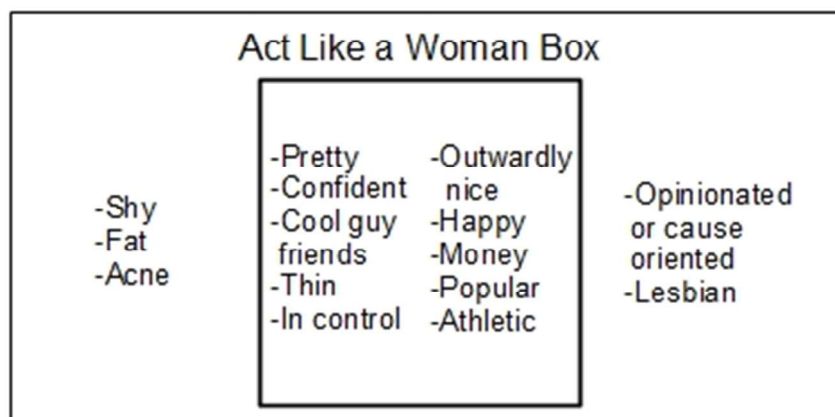 Act Like a Woman Box
-Shy
-Fat
-Acne
-Pretty
-Confident
-Cool guy
friends
-Thin
-In control
-Outwardly
nice
-Happy
-Money
-Popular
-Athletic
-Opinionated
or cause
oriented
-Lesbian